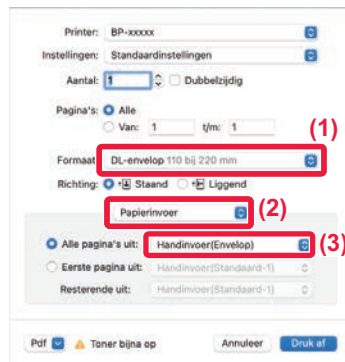 Printer: BP-xxxxx
Instellingen: Standaardinstellingen
Aantal: 1 Dubbelzijdig
Pagina's: Alle
Van: 1 t/m: 1
(1)
Formaat DL-envelop 110 bij 220 mm
Richting: Staand Liggend
Papierinvoer (2)
Alle pagina's uit: Handinvoer(Envelop) (3)
Eerste pagina uit: Handinvoer(Standaard-1)
Resterende uit: Handinvoer(Standaard-1)
Pdf Toner bijna op Annuleer Druk af